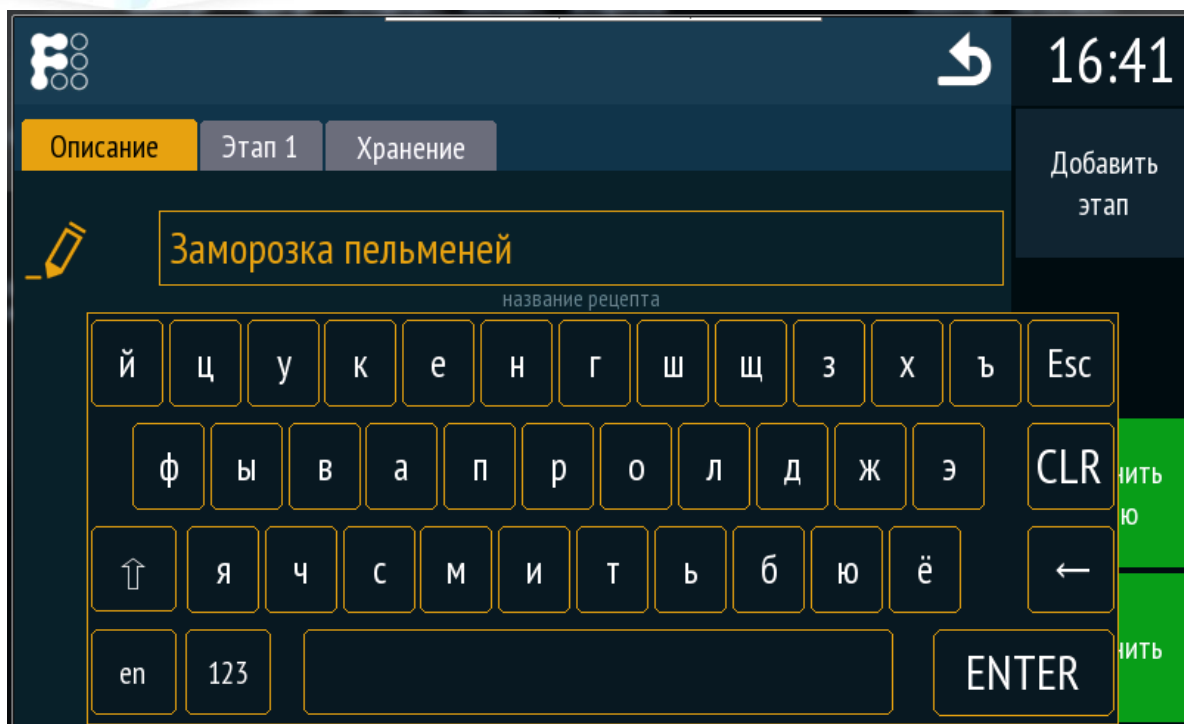 16:41
Описание Этап 1 Хранение
Добавить
этап
Заморозка пельменей
название рецепта
й ц у к е н г ш щ з х ъ Esc
ф ы в а п р о л д ж э CLR
⇧ я ч с м и т ь б ю ё ←
en 123 ENTER